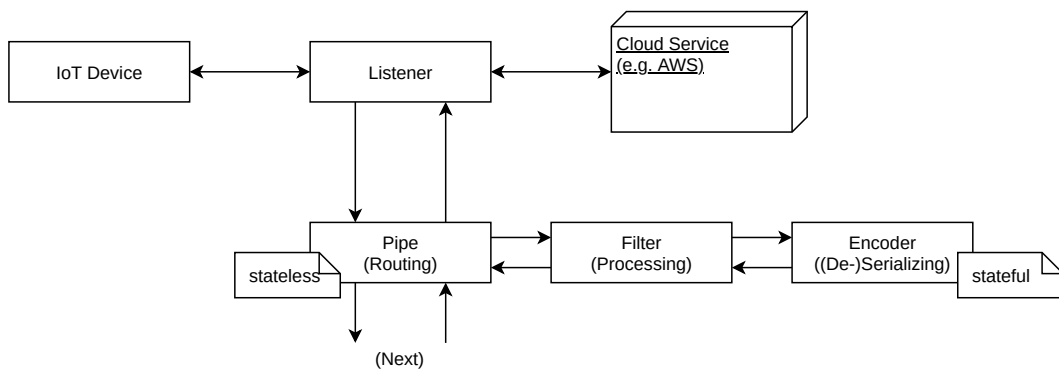 IoT Device
Listener
Cloud Service
(e.g. AWS)
Pipe
(Routing)
Filter
(Processing)
Encoder
((De-)Serializing)
stateless
stateful
(Next)